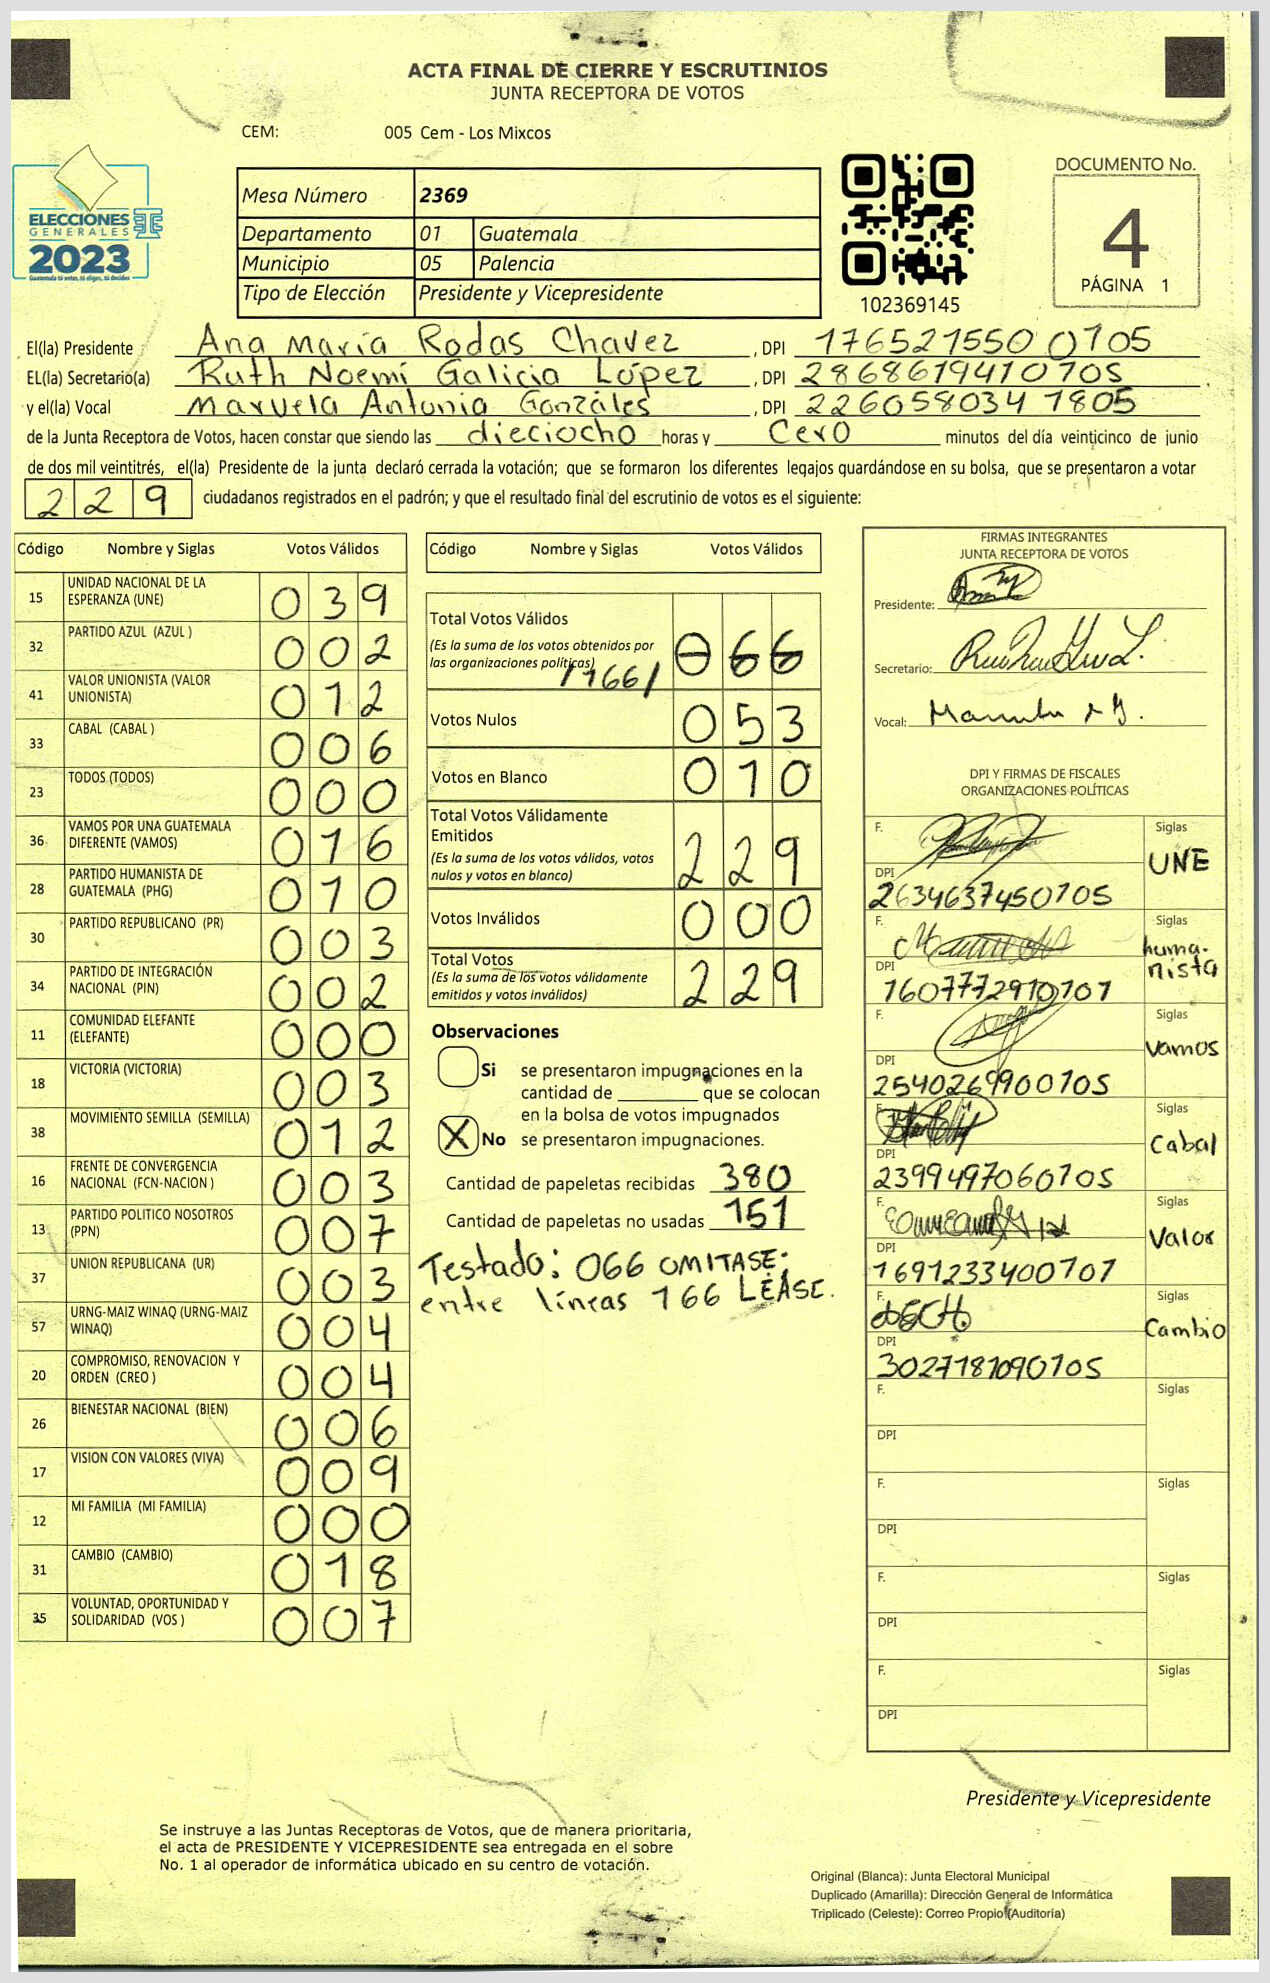 ACTA FINAL DE CIERRE Y ESCRUTINIOS
JUNTA RECEPTORA DE VOTOS
CEM: 005 Cem - Los Mixcos
ELECCIONES
GENERALES
2023
Guatemala tú votas, tú eliges, tú decides
Mesa Número 2369
Departamento 01 Guatemala
Municipio 05 Palencia
Tipo de Elección Presidente y Vicepresidente
102369145
DOCUMENTO No.
4
PÁGINA 1
El(la) Presidente Ana María Rodas Chavez, DPI 176521550 0105
EL(la) Secretario(a) Ruth Noemí Galicia López, DPI 2868619410105
y el(la) Vocal Manuela Antonia Gonzáles, DPI 226058034 1805
de la Junta Receptora de Votos, hacen constar que siendo las dieciocho horas y Cero minutos del día veinticinco de junio
de dos mil veintitrés, el(la) Presidente de la junta declaró cerrada la votación; que se formaron los diferentes legajos guardándose en su bolsa, que se presentaron a votar
229 ciudadanos registrados en el padrón; y que el resultado final del escrutinio de votos es el siguiente:
Código Nombre y Siglas Votos Válidos
15 UNIDAD NACIONAL DE LA ESPERANZA (UNE) 039
32 PARTIDO AZUL (AZUL ) 002
41 VALOR UNIONISTA (VALOR UNIONISTA) 012
33 CABAL (CABAL ) 006
23 TODOS (TODOS) 000
36 VAMOS POR UNA GUATEMALA DIFERENTE (VAMOS) 016
28 PARTIDO HUMANISTA DE GUATEMALA (PHG) 010
30 PARTIDO REPUBLICANO (PR) 003
34 PARTIDO DE INTEGRACIÓN NACIONAL (PIN) 002
11 COMUNIDAD ELEFANTE (ELEFANTE) 000
18 VICTORIA (VICTORIA) 003
38 MOVIMIENTO SEMILLA (SEMILLA) 012
16 FRENTE DE CONVERGENCIA NACIONAL (FCN-NACION ) 003
13 PARTIDO POLITICO NOSOTROS (PPN) 007
37 UNION REPUBLICANA (UR) 003
57 URNG-MAIZ WINAQ (URNG-MAIZ WINAQ) 004
20 COMPROMISO, RENOVACION Y ORDEN (CREO ) 004
26 BIENESTAR NACIONAL (BIEN) 006
17 VISION CON VALORES (VIVA) 009
12 MI FAMILIA (MI FAMILIA) 000
31 CAMBIO (CAMBIO) 018
35 VOLUNTAD, OPORTUNIDAD Y SOLIDARIDAD (VOS ) 007
Código Nombre y Siglas Votos Válidos
Total Votos Válidos 066
(Es la suma de los votos obtenidos por
las organizaciones políticas) /166/
Votos Nulos 053
Votos en Blanco 010
Total Votos Válidamente
Emitidos 229
(Es la suma de los votos válidos, votos
nulos y votos en blanco)
Votos Inválidos 000
Total Votos 229
(Es la suma de los votos válidamente
emitidos y votos inválidos)
Observaciones
Si se presentaron impugnaciones en la
cantidad de ________ que se colocan
en la bolsa de votos impugnados
X No se presentaron impugnaciones.
Cantidad de papeletas recibidas 380
Cantidad de papeletas no usadas 151
Testado: 066 OMITASE.
entre líneas 166 LEASE.
FIRMAS INTEGRANTES
JUNTA RECEPTORA DE VOTOS
Presidente:
Secretario:
Vocal:
DPI Y FIRMAS DE FISCALES
ORGANIZACIONES POLÍTICAS
F. Siglas
UNE
DPI
2634637450105
F. Siglas
humanista
DPI
1607772910101
F. Siglas
Vamos
DPI
2540269900105
F. Siglas
Cabal
DPI
2399497060105
F. Siglas
Valor
DPI
1691233400101
F. Siglas
Cambio
DPI
3027181090105
F. Siglas
DPI
F. Siglas
DPI
F. Siglas
DPI
F. Siglas
DPI
Presidente y Vicepresidente
Se instruye a las Juntas Receptoras de Votos, que de manera prioritaria,
el acta de PRESIDENTE Y VICEPRESIDENTE sea entregada en el sobre
No. 1 al operador de informática ubicado en su centro de votación.
Original (Blanca): Junta Electoral Municipal
Duplicado (Amarilla): Dirección General de Informática
Triplicado (Celeste): Correo Propio (Auditoría)